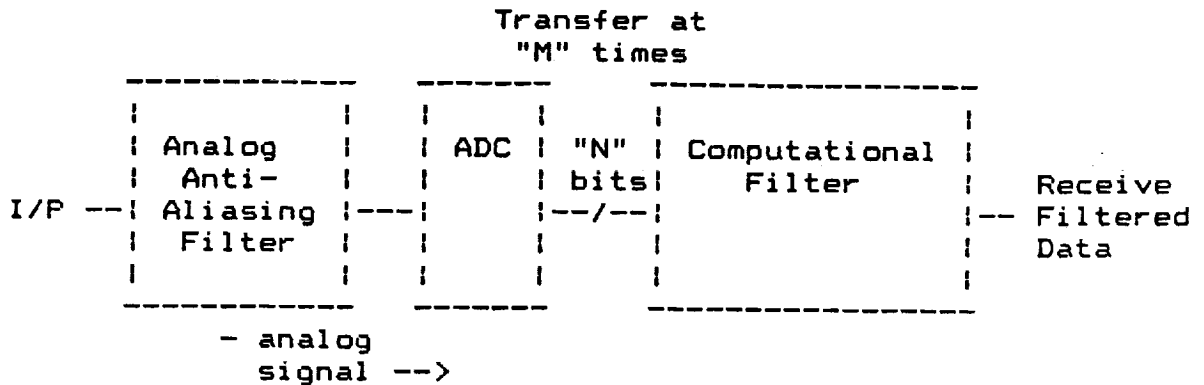 Transfer at
"M" times
Analog
Anti-
Aliasing
Filter
ADC
"N"
bits
Computational
Filter
I/P
Receive
Filtered
Data
- analog
signal -->